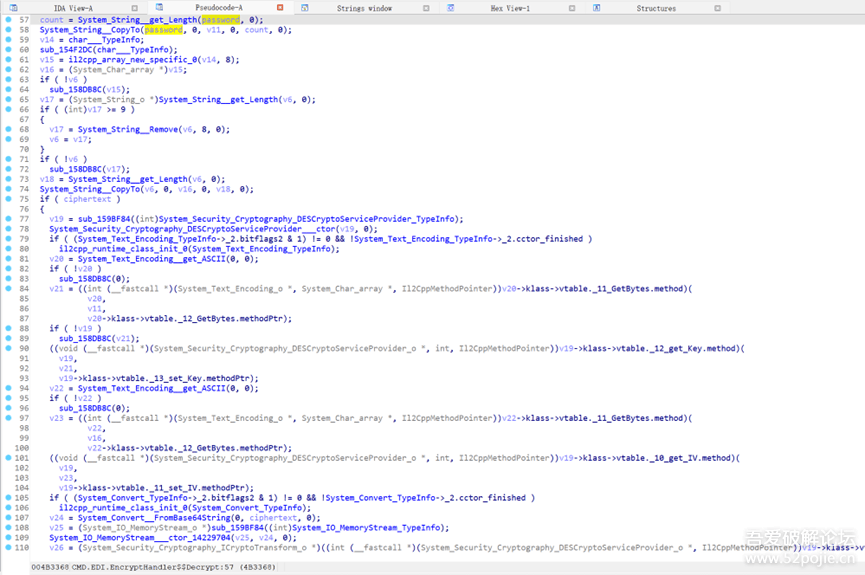 IDA View-A
Pseudocode-A
Strings window
Hex View-1
Structures
57 count = System_String__get_Length(password, 0);
58 System_String__CopyTo(password, 0, v11, 0, count, 0);
59 v14 = char___TypeInfo;
60 sub_154F2DC(char___TypeInfo);
61 v15 = il2cpp_array_new_specific_0(v14, 8);
62 v16 = (System_Char_array *)v15;
63 if ( !v6 )
64 sub_158DB8C(v15);
65 v17 = (System_String_o *)System_String__get_Length(v6, 0);
66 if ( (int)v17 >= 9 )
67 {
68 v17 = System_String__Remove(v6, 8, 0);
69 v6 = v17;
70 }
71 if ( !v6 )
72 sub_158DB8C(v17);
73 v18 = System_String__get_Length(v6, 0);
74 System_String__CopyTo(v6, 0, v16, 0, v18, 0);
75 if ( ciphertext )
76 {
77 v19 = sub_159BF84((int)System_Security_Cryptography_DESCryptoServiceProvider_TypeInfo);
78 System_Security_Cryptography_DESCryptoServiceProvider___ctor(v19, 0);
79 if ( (System_Text_Encoding_TypeInfo->_2.bitflags2 & 1) != 0 && !System_Text_Encoding_TypeInfo->_2.cctor_finished )
80 il2cpp_runtime_class_init_0(System_Text_Encoding_TypeInfo);
81 v20 = System_Text_Encoding__get_ASCII(0, 0);
82 if ( !v20 )
83 sub_158DB8C(0);
84 v21 = ((int (__fastcall *)(System_Text_Encoding_o *, System_Char_array *, Il2CppMethodPointer))v20->klass->vtable._11_GetBytes.method)(
85 v20,
86 v11,
87 v20->klass->vtable._12_GetBytes.methodPtr);
88 if ( !v19 )
89 sub_158DB8C(v21);
90 ((void (__fastcall *)(System_Security_Cryptography_DESCryptoServiceProvider_o *, int, Il2CppMethodPointer))v19->klass->vtable._12_get_Key.method)(
91 v19,
92 v21,
93 v19->klass->vtable._13_set_Key.methodPtr);
94 v22 = System_Text_Encoding__get_ASCII(0, 0);
95 if ( !v22 )
96 sub_158DB8C(0);
97 v23 = ((int (__fastcall *)(System_Text_Encoding_o *, System_Char_array *, Il2CppMethodPointer))v22->klass->vtable._11_GetBytes.method)(
98 v22,
99 v16,
100 v22->klass->vtable._12_GetBytes.methodPtr);
101 ((void (__fastcall *)(System_Security_Cryptography_DESCryptoServiceProvider_o *, int, Il2CppMethodPointer))v19->klass->vtable._10_get_IV.method)(
102 v19,
103 v23,
104 v19->klass->vtable._11_set_IV.methodPtr);
105 if ( (System_Convert_TypeInfo->_2.bitflags2 & 1) != 0 && !System_Convert_TypeInfo->_2.cctor_finished )
106 il2cpp_runtime_class_init_0(System_Convert_TypeInfo);
107 v24 = System_Convert__FromBase64String(0, ciphertext, 0);
108 v25 = (System_IO_MemoryStream_o *)sub_159BF84((int)System_IO_MemoryStream_TypeInfo);
109 System_IO_MemoryStream___ctor_14229704(v25, v24, 0);
110 v26 = (System_Security_Cryptography_ICryptoTransform_o *)((int (__fastcall *)(System_Security_Cryptography_DESCryptoServiceProvider_o *, Il2CppMethodPointer))v19->klass->v
004B3368 CMD.EDI.EncryptHandler$$Decrypt:57 (4B3368)
吾爱破解论坛
www.52pojie.cn